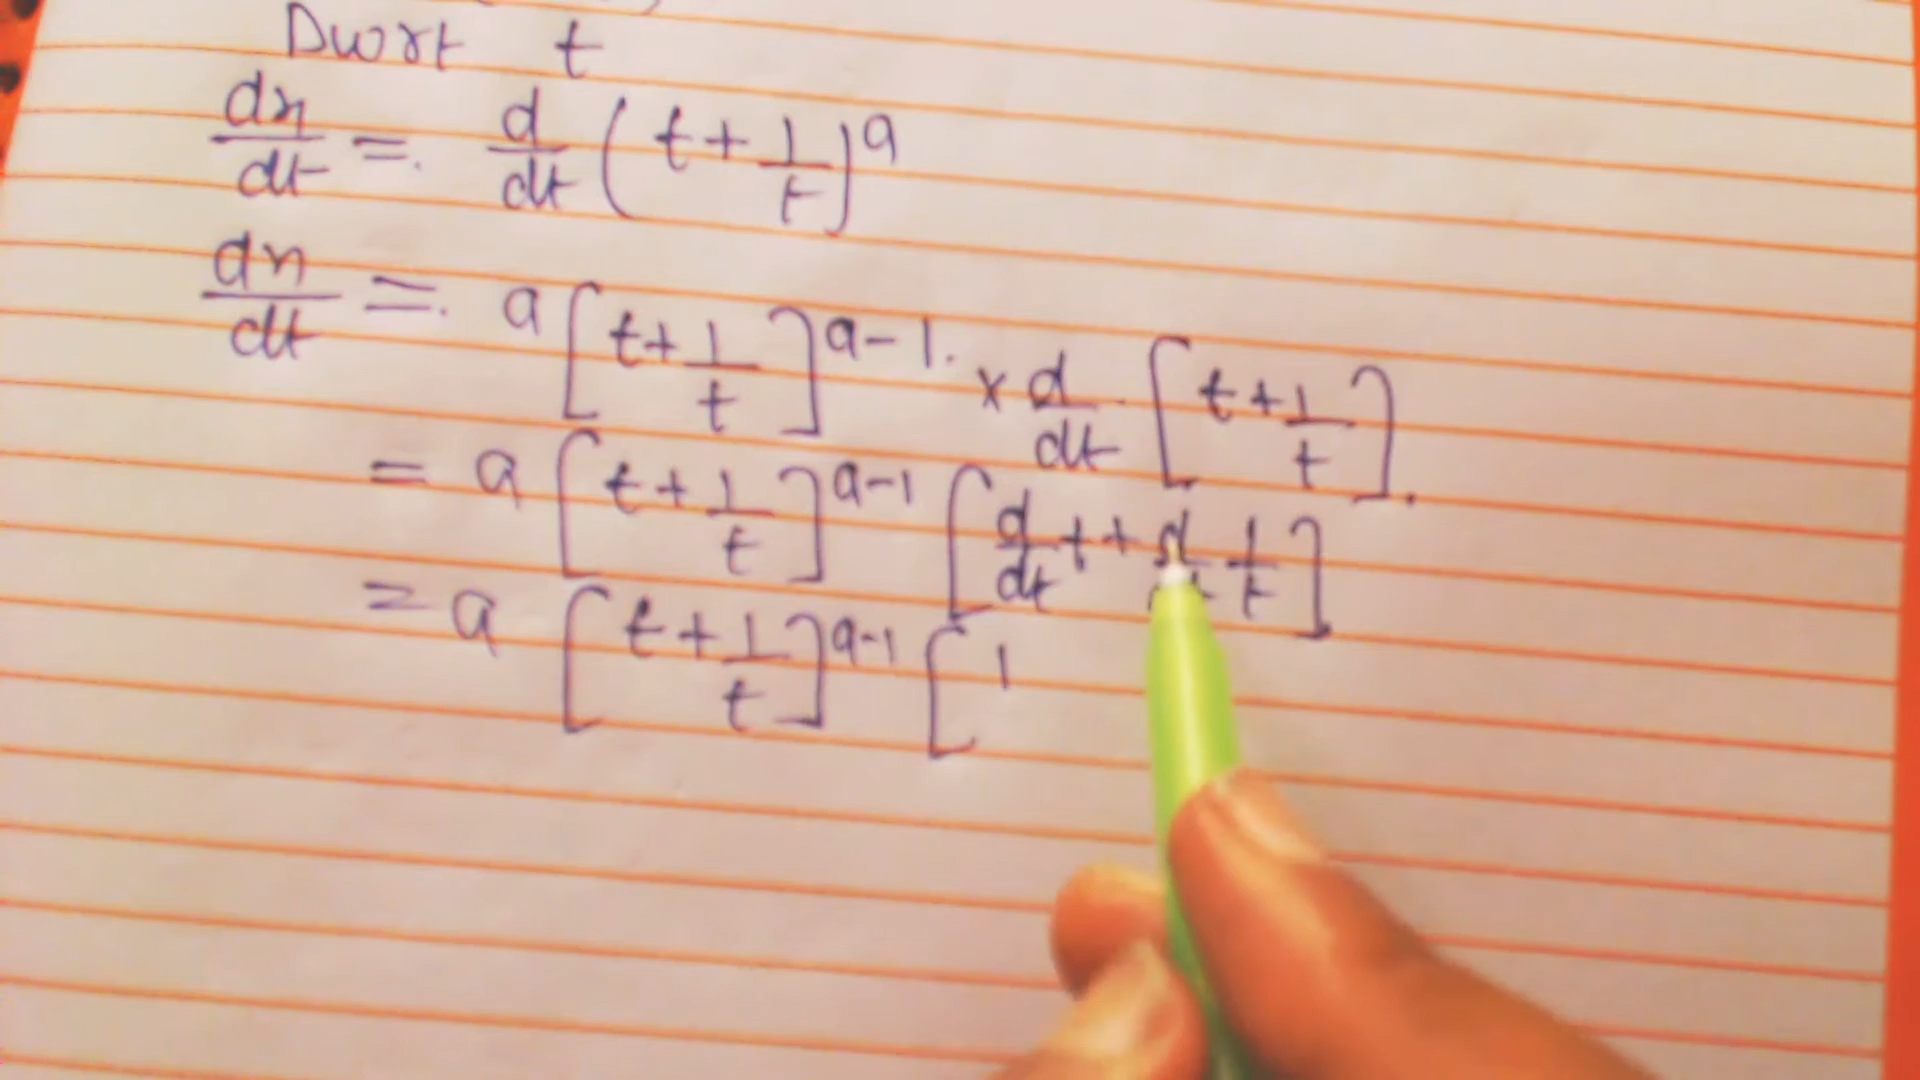 Dwrt t
dx/dt = d/dt (t + 1/t)^a
dx/dt = a [t + 1/t]^a-1 × d/dt [t + 1/t].
= a [t + 1/t]^a-1 [d/dt t + d/dt 1/t]
= a [t + 1/t]^a-1 [1